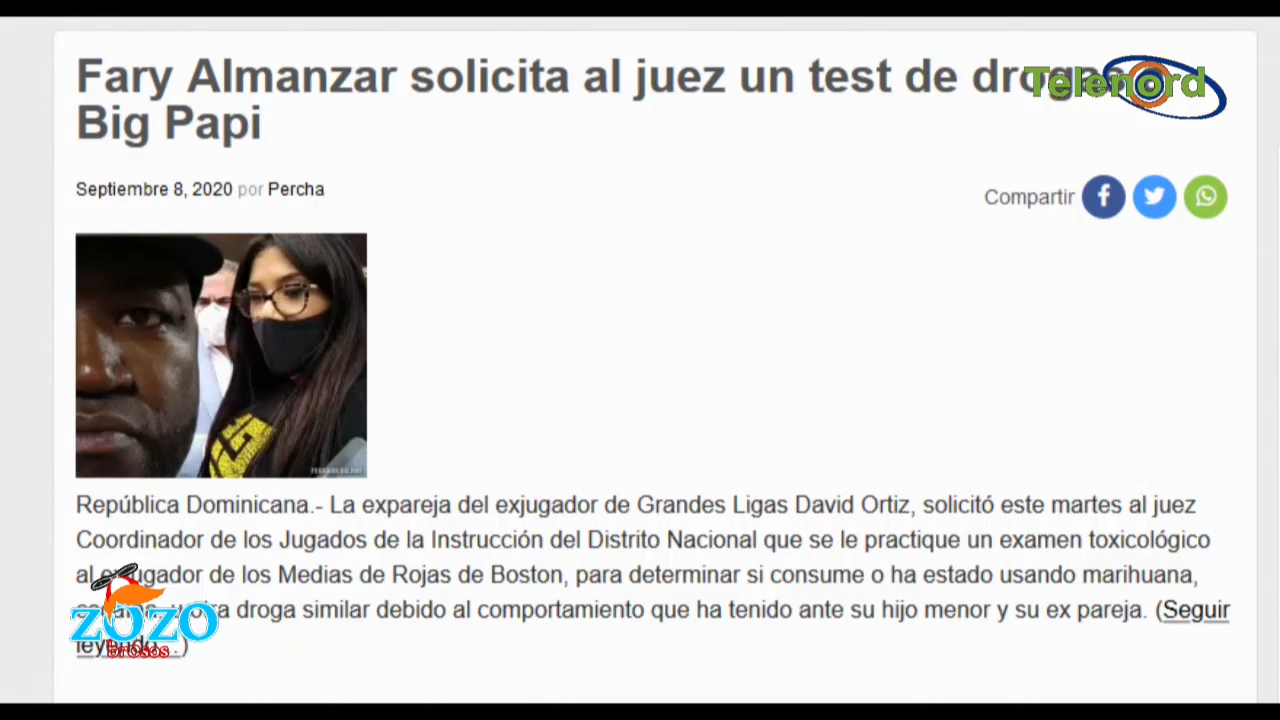 Fary Almanzar solicita al juez un test de drogas
Telenord
Big Papi
Septiembre 8, 2020 por Percha
Compartir
República Dominicana.- La expareja del exjugador de Grandes Ligas David Ortiz, solicitó este martes al juez
Coordinador de los Jugados de la Instrucción del Distrito Nacional que se le practique un examen toxicológico
al exjugador de los Medias de Rojas de Boston, para determinar si consume o ha estado usando marihuana,
droga similar debido al comportamiento que ha tenido ante su hijo menor y su ex pareja. (Seguir
leyendo...)
ZOZO
brosos